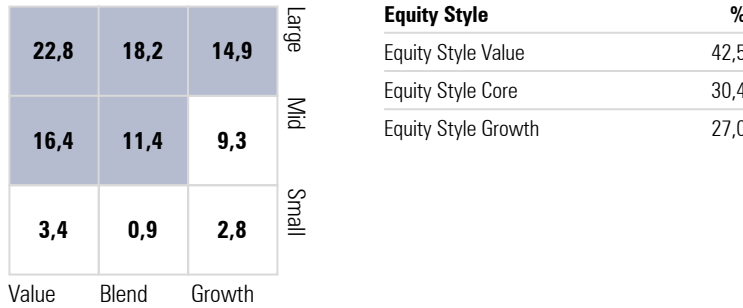 22,8 18,2 14,9 Large
16,4 11,4 9,3 Mid
3,4 0,9 2,8 Small
Value Blend Growth
Equity Style %
Equity Style Value 42,5
Equity Style Core 30,4
Equity Style Growth 27,0